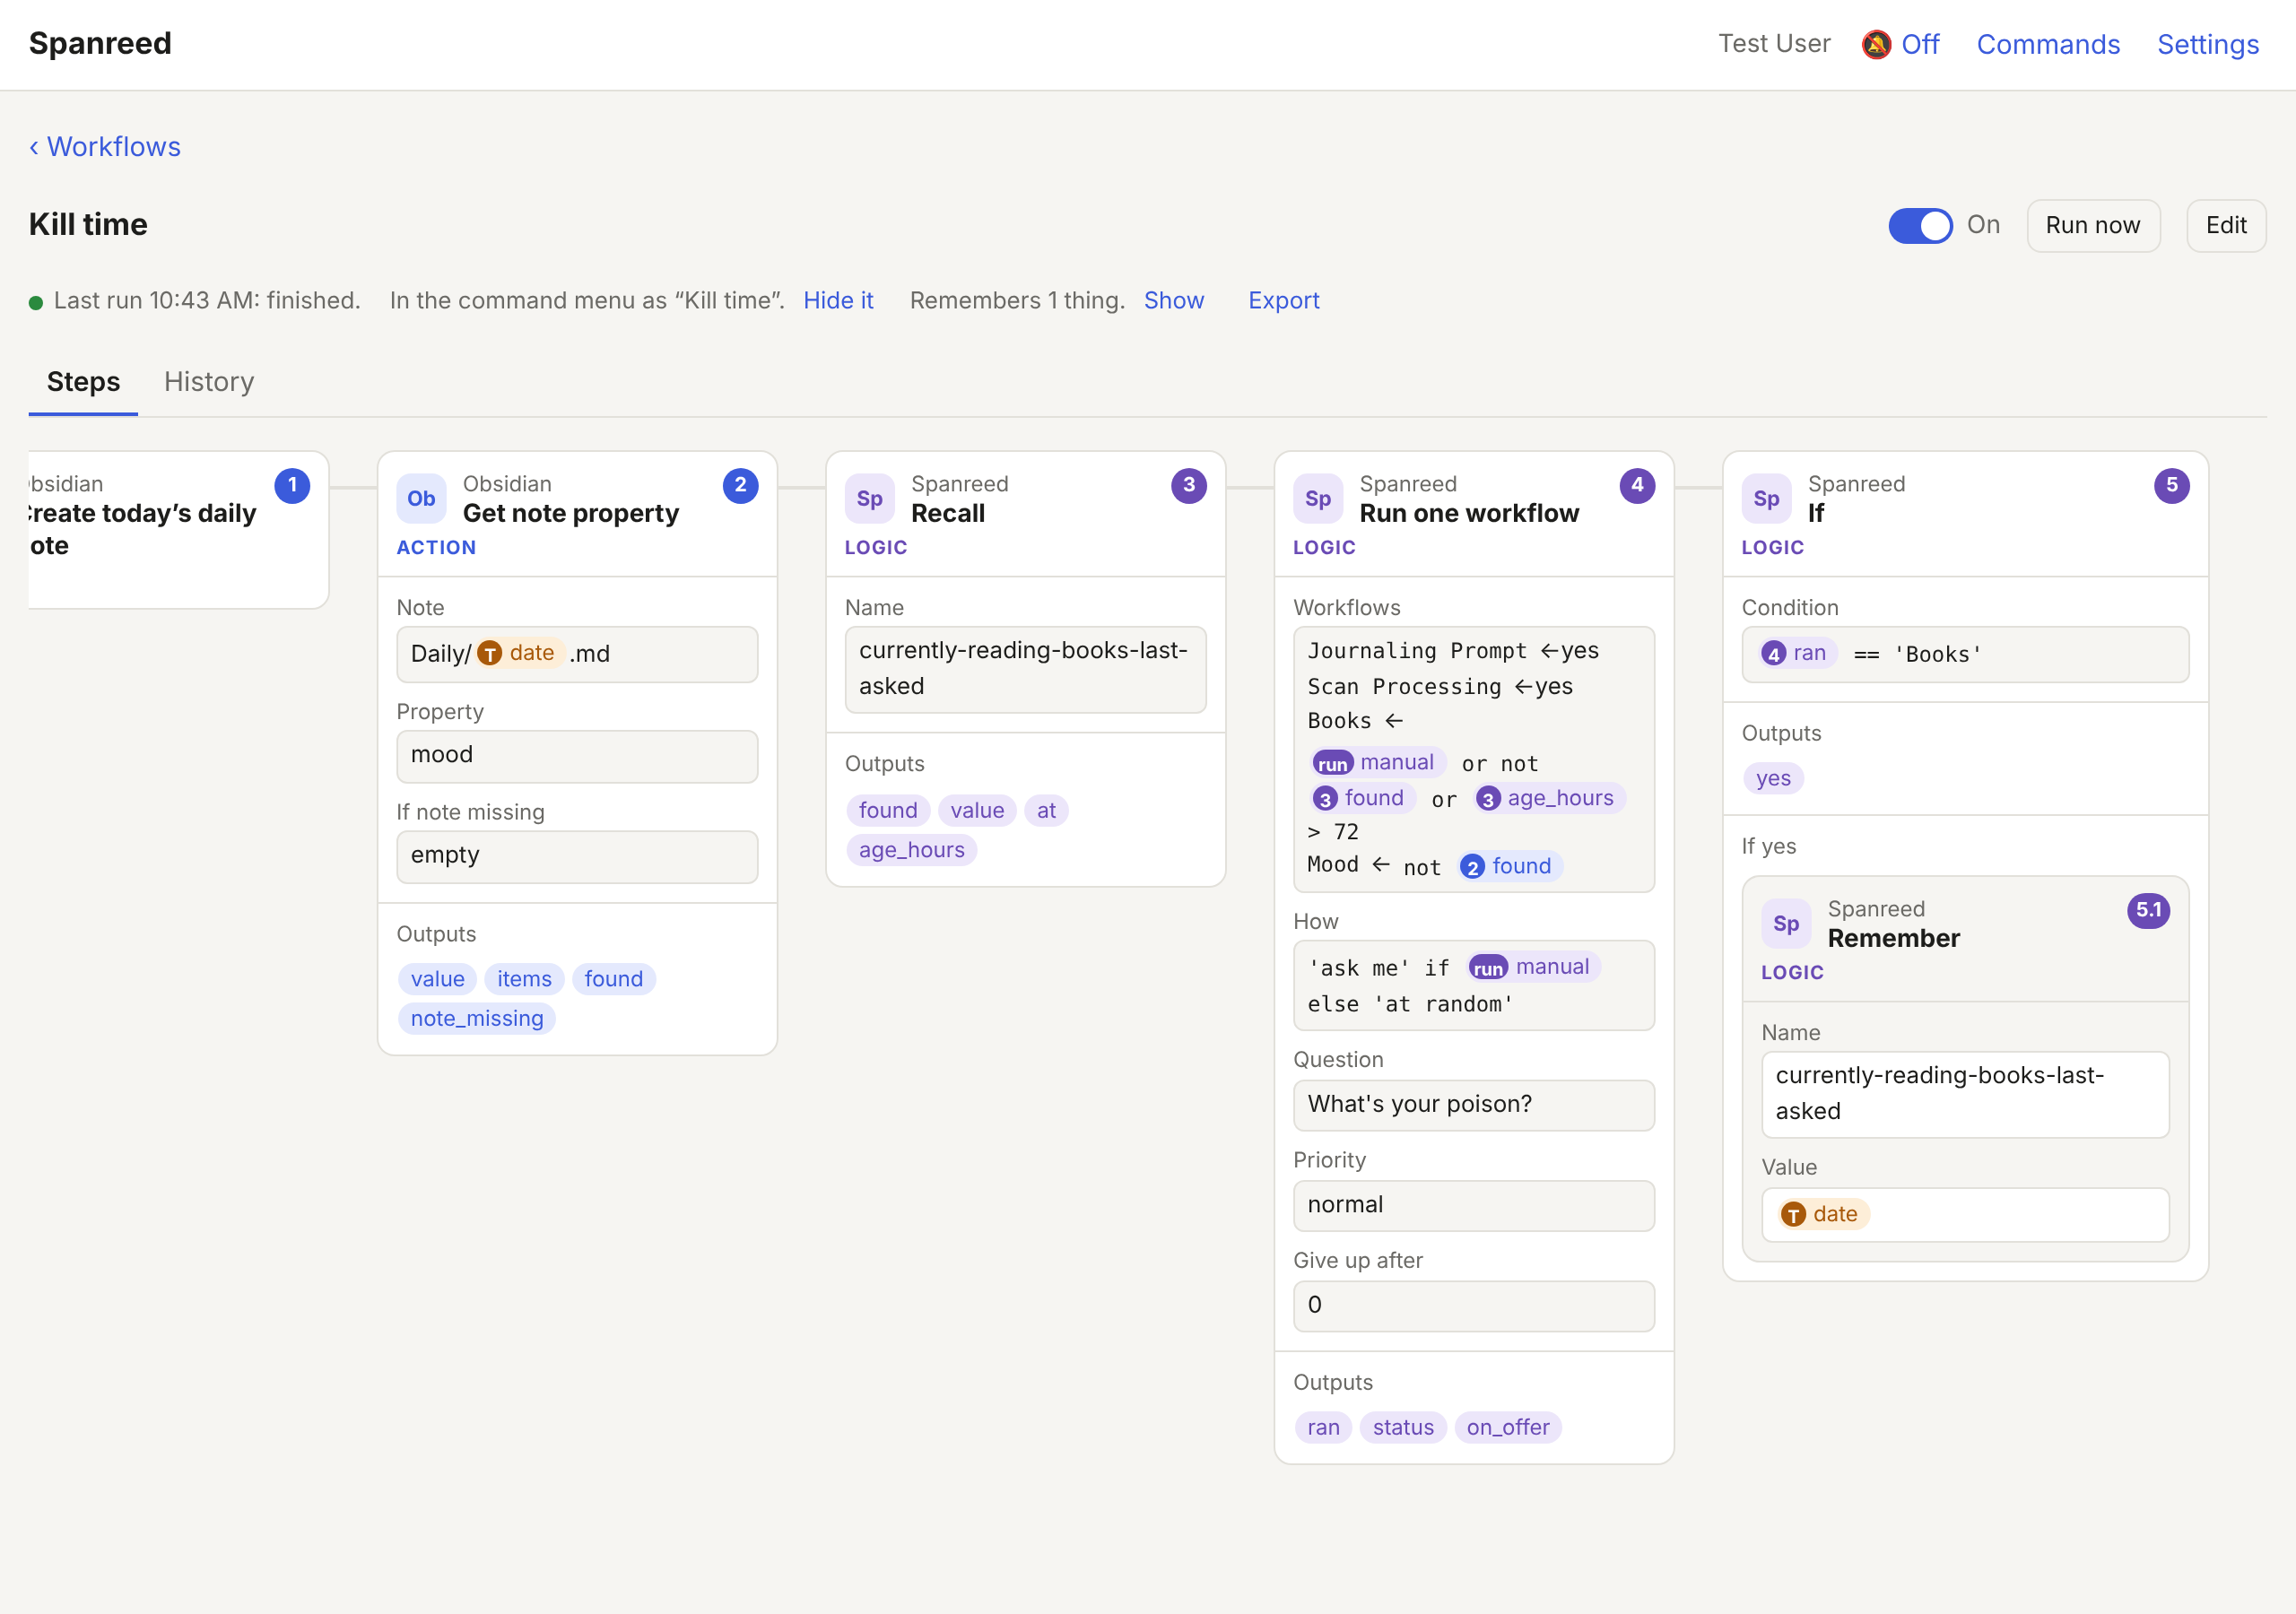 Spanreed
Test User
Off
Commands
Settings
‹ Workflows
Kill time
On
Run now
Edit
Last run 10:43 AM: finished.
In the command menu as “Kill time”.
Hide it
Remembers 1 thing.
Show
Export
Steps
History
bsidian
1
reate today’s daily
ote
Ob
Obsidian
2
Get note property
ACTION
Note
Daily/ T date .md
Property
mood
If note missing
empty
Outputs
value items found
note_missing
Sp
Spanreed
3
Recall
LOGIC
Name
currently-reading-books-last-
asked
Outputs
found value at
age_hours
Sp
Spanreed
4
Run one workflow
LOGIC
Workflows
Journaling Prompt ←yes
Scan Processing ←yes
Books ←
run manual or not
3 found or 3 age_hours
> 72
Mood ← not 2 found
How
'ask me' if run manual
else 'at random'
Question
What's your poison?
Priority
normal
Give up after
0
Outputs
ran status on_offer
Sp
Spanreed
5
If
LOGIC
Condition
4 ran == 'Books'
Outputs
yes
If yes
Sp
Spanreed
5.1
Remember
LOGIC
Name
currently-reading-books-last-
asked
Value
T date